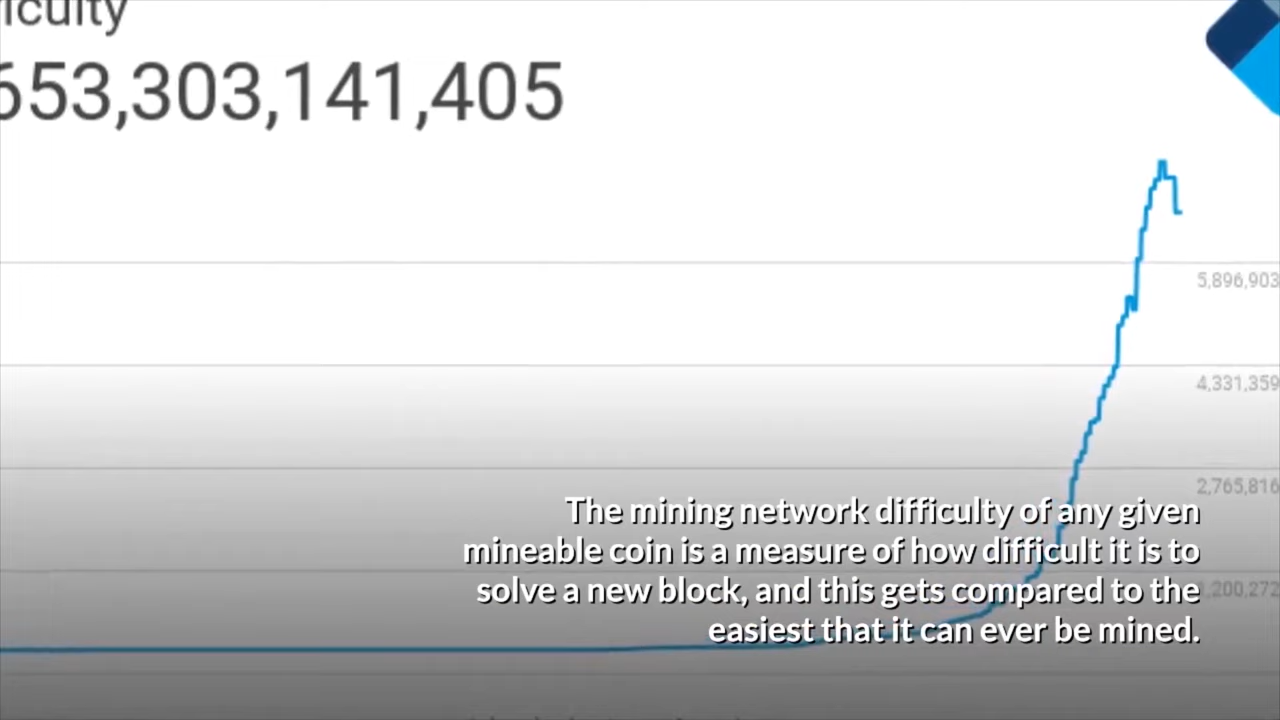 653,303,141,405
5,896,903
4,331,359
2,765,816
,200,272
The mining network difficulty of any given
mineable coin is a measure of how difficult it is to
solve a new block, and this gets compared to the
easiest that it can ever be mined.